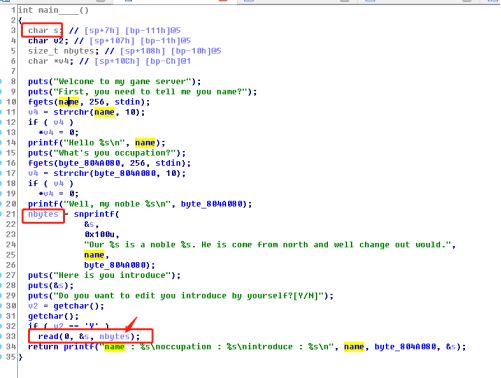 1 int main____()
2 {
3 char s; // [sp+7h] [bp-111h]@5
4 char v2; // [sp+107h] [bp-11h]@5
5 size_t nbytes; // [sp+108h] [bp-10h]@5
6 char *v4; // [sp+10Ch] [bp-Ch]@1
7
8 puts("Welcome to my game server");
9 puts("First, you need to tell me you name?");
10 fgets(name, 256, stdin);
11 v4 = strrchr(name, 10);
12 if ( v4 )
13 *v4 = 0;
14 printf("Hello %s\n", name);
15 puts("What's you occupation?");
16 fgets(byte_804A080, 256, stdin);
17 v4 = strrchr(byte_804A080, 10);
18 if ( v4 )
19 *v4 = 0;
20 printf("Well, my noble %s\n", byte_804A080);
21 nbytes = snprintf(
22 &s,
23 0x100u,
24 "Our %s is a noble %s. He is come from north and well change out would.",
25 name,
26 byte_804A080);
27 puts("Here is you introduce");
28 puts(&s);
29 puts("Do you want to edit you introduce by yourself?[Y/N]");
30 v2 = getchar();
31 getchar();
32 if ( v2 == 'Y' )
33 read(0, &s, nbytes);
34 return printf("name : %s\noccupation : %s\nintroduce : %s\n", name, byte_804A080, &s);
35 }